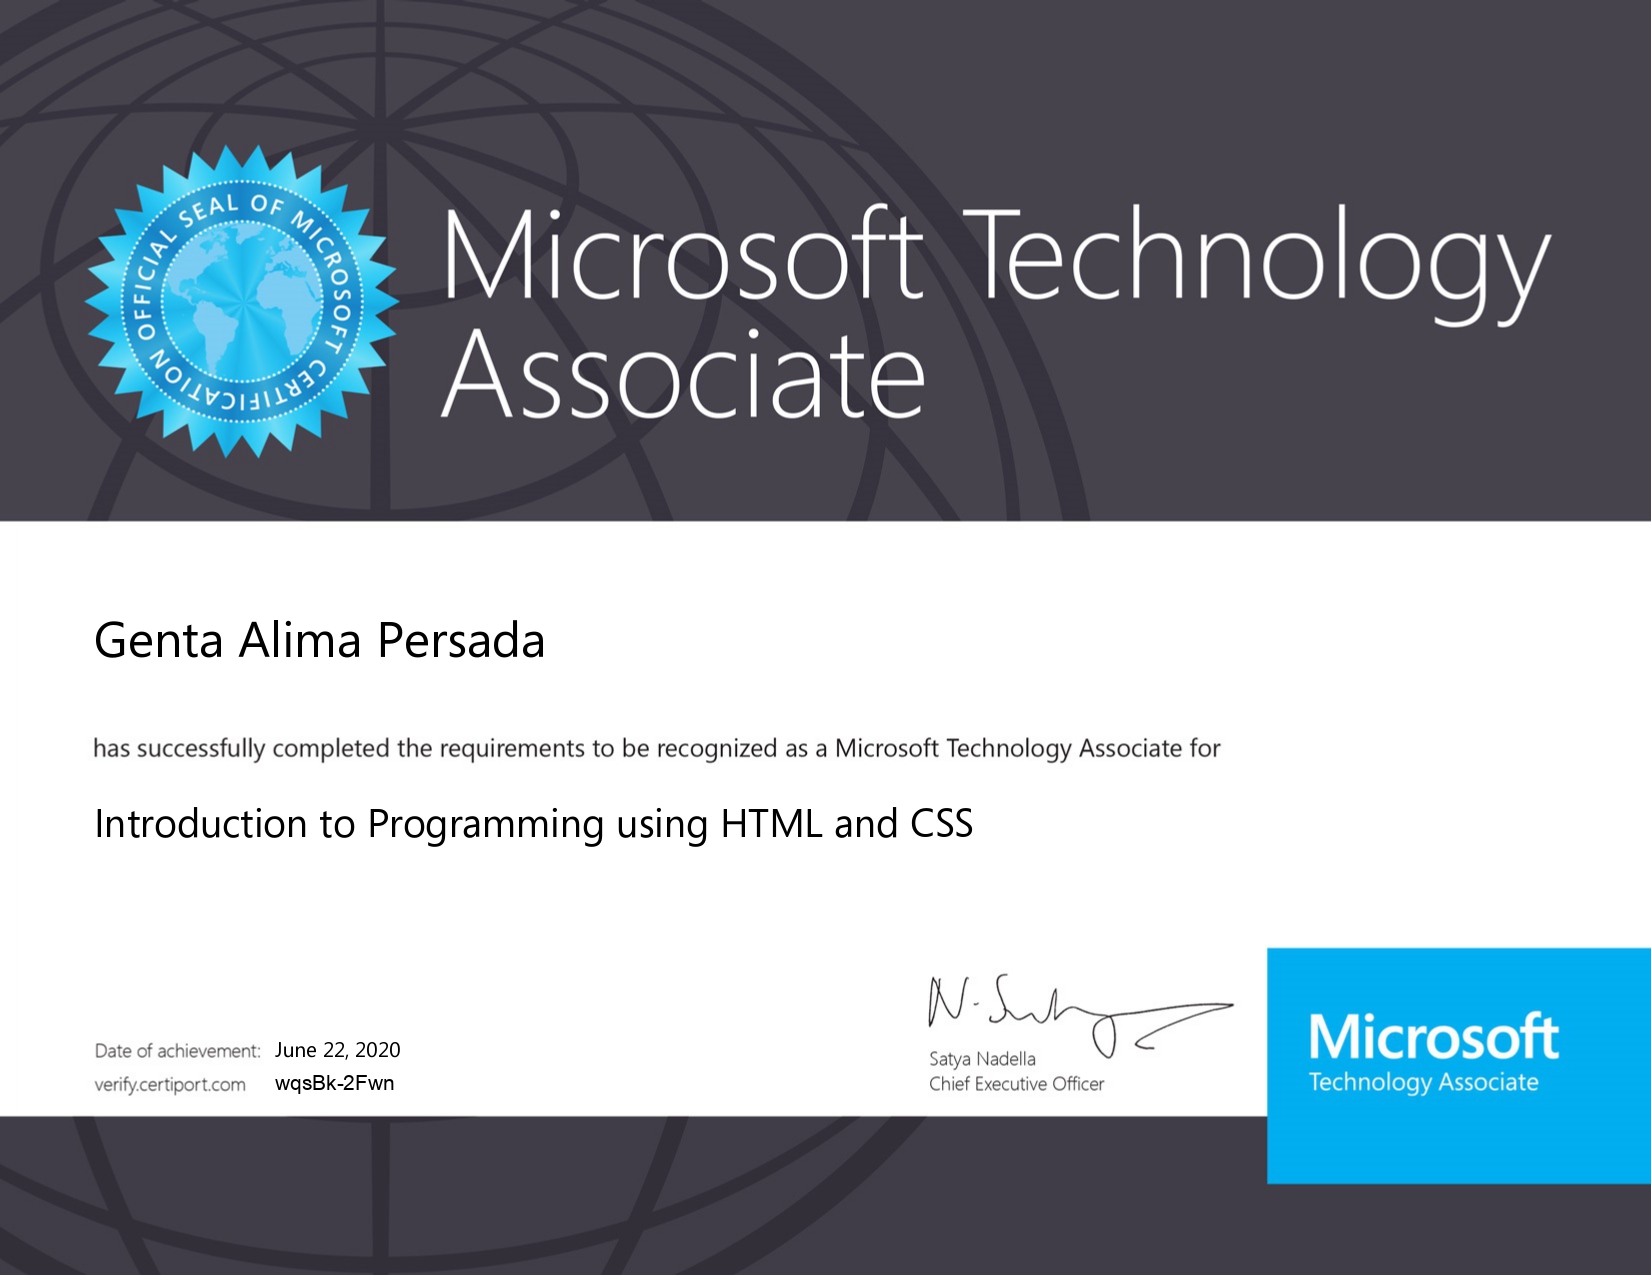 OFFICIAL SEAL OF MICROSOFT CERTIFICATION
Microsoft Technology
Associate
Genta Alima Persada
has successfully completed the requirements to be recognized as a Microsoft Technology Associate for
Introduction to Programming using HTML and CSS
Date of achievement: June 22, 2020
verify.certiport.com wqsBk-2Fwn
N. Satya
Satya Nadella
Chief Executive Officer
Microsoft
Technology Associate